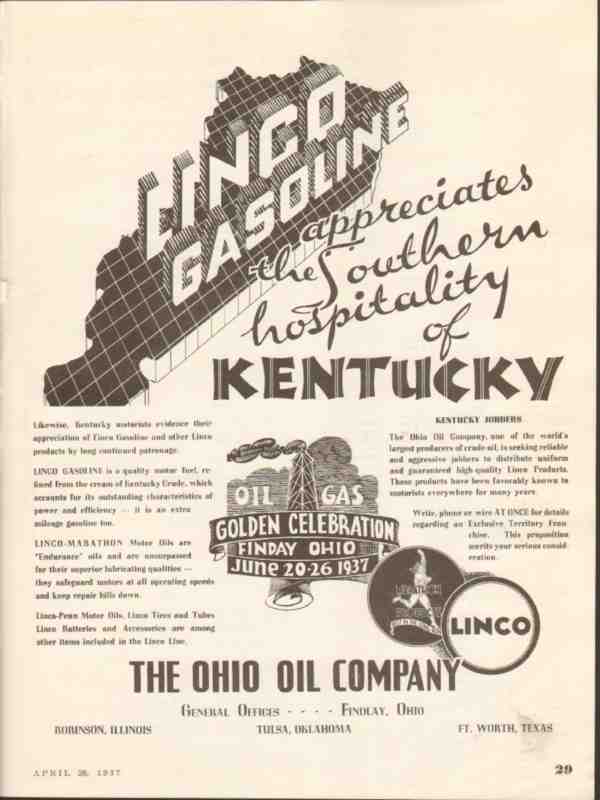 LINCO
GASOLINE
appreciates
the Southern
hospitality
of
KENTUCKY
Likewise, Kentucky motorists evidence their
appreciation of Linco Gasoline and other Linco
products by long continued patronage.
LINCO GASOLINE is a quality motor fuel, re-
fined from the cream of Kentucky Crude, which
accounts for its outstanding characteristics of
power and efficiency -- it is an extra
mileage gasoline too.
LINCO-MARATHON Motor Oils are
"Endurance" oils and are unsurpassed
for their superior lubricating qualities --
they safeguard motors at all operating speeds
and keep repair bills down.
Linco-Penn Motor Oils, Linco Tires and Tubes
Linco Batteries and Accessories are among
other items included in the Linco Line.
OIL GAS
GOLDEN CELEBRATION
FINDAY OHIO
June 20-26 1937
KENTUCKY JOBBERS
The Ohio Oil Company, one of the world's
largest producers of crude oil, is seeking reliable
and aggressive jobbers to distribute uniform
and guaranteed high quality Linco Products.
These products have been favorably known to
motorists everywhere for many years.
Write, phone or wire AT ONCE for details
regarding an Exclusive Territory Fran-
chise. This proposition
merits your serious consid-
eration.
LINCO
THE OHIO OIL COMPANY
GENERAL OFFICES - - - - FINDLAY, OHIO
ROBINSON, ILLINOIS
TULSA, OKLAHOMA
FT. WORTH, TEXAS
APRIL 28, 1937
29